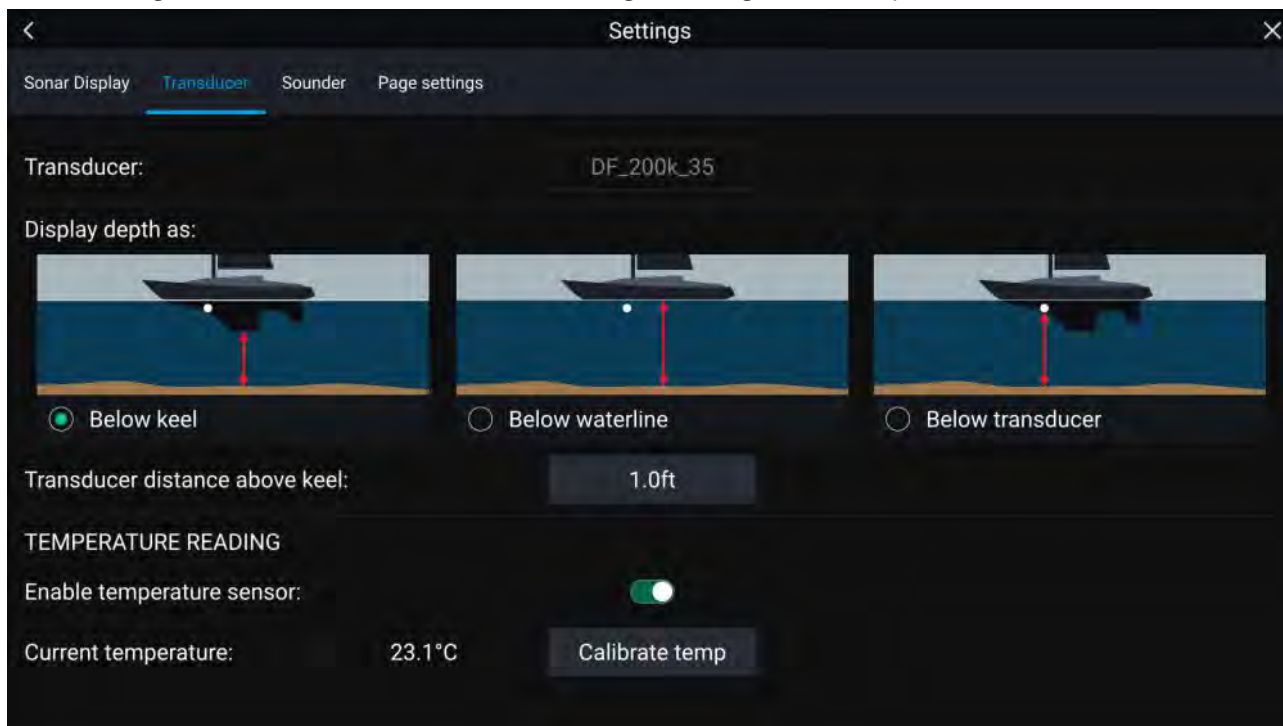 Settings
Sonar Display Transducer Sounder Page settings
Transducer: DF_200k_35
Display depth as:
Below keel Below waterline Below transducer
Transducer distance above keel: 1.0ft
TEMPERATURE READING
Enable temperature sensor:
Current temperature: 23.1°C Calibrate temp